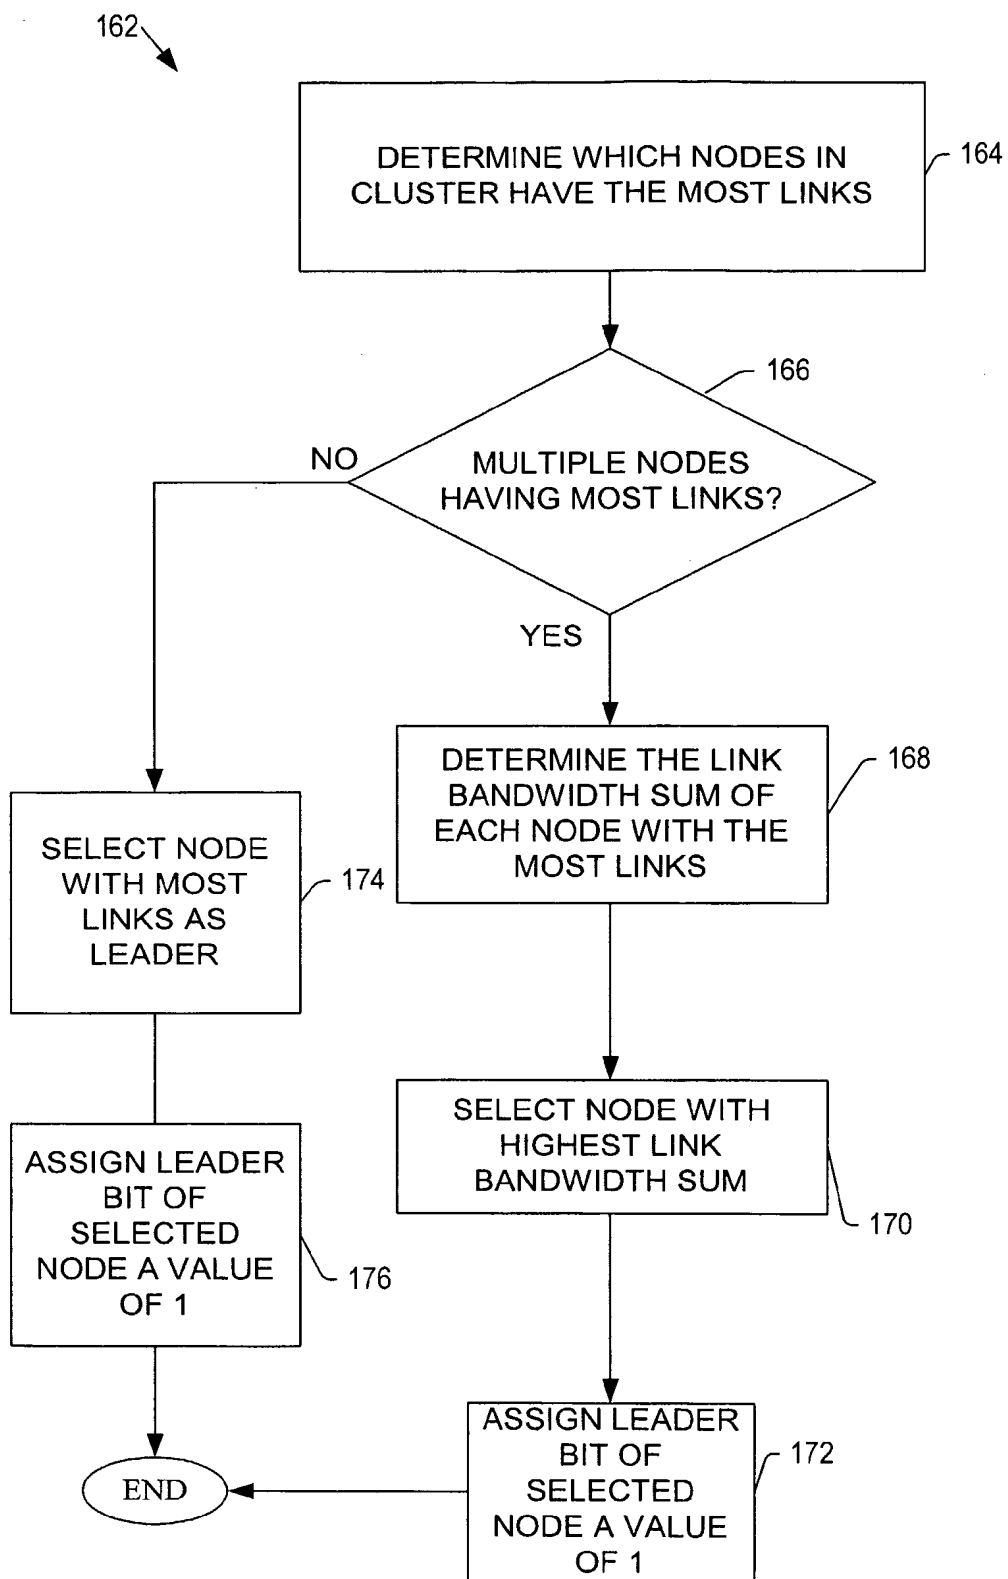 162
DETERMINE WHICH NODES IN
CLUSTER HAVE THE MOST LINKS
164
166
MULTIPLE NODES
HAVING MOST LINKS?
NO
YES
DETERMINE THE LINK
BANDWIDTH SUM OF
EACH NODE WITH THE
MOST LINKS
168
SELECT NODE
WITH MOST
LINKS AS
LEADER
174
SELECT NODE WITH
HIGHEST LINK
BANDWIDTH SUM
170
ASSIGN LEADER
BIT OF
SELECTED
NODE A VALUE
OF 1
176
ASSIGN LEADER
BIT OF
SELECTED
NODE A VALUE
OF 1
172
END